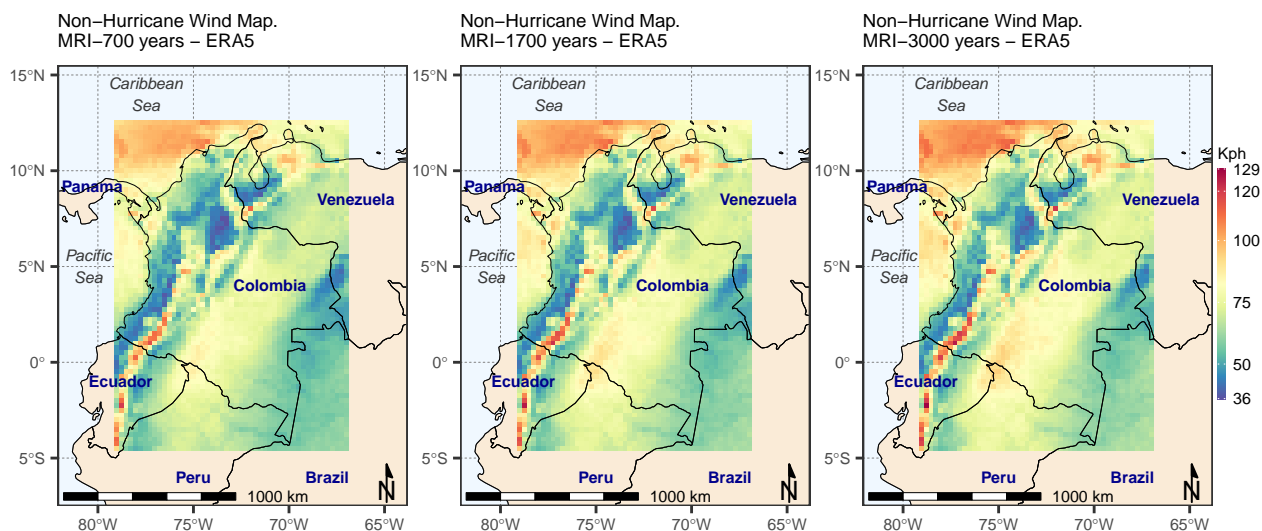 Non−Hurricane Wind Map.
MRI−700 years − ERA5
Non−Hurricane Wind Map.
MRI−1700 years − ERA5
Non−Hurricane Wind Map.
MRI−3000 years − ERA5
15°N
10°N
5°N
0°
5°S
Caribbean
Sea
Panamá
Venezuela
Pacific
Sea
Colombia
Ecuador
Peru
Brazil
N
1000 km
80°W
75°W
70°W
65°W
15°N
10°N
5°N
0°
5°S
Caribbean
Sea
Panamá
Venezuela
Pacific
Sea
Colombia
Ecuador
Peru
Brazil
N
1000 km
80°W
75°W
70°W
65°W
15°N
10°N
5°N
0°
5°S
Caribbean
Sea
Panamá
Venezuela
Pacific
Sea
Colombia
Ecuador
Peru
Brazil
N
1000 km
80°W
75°W
70°W
65°W
Kph
129
120
100
75
50
36